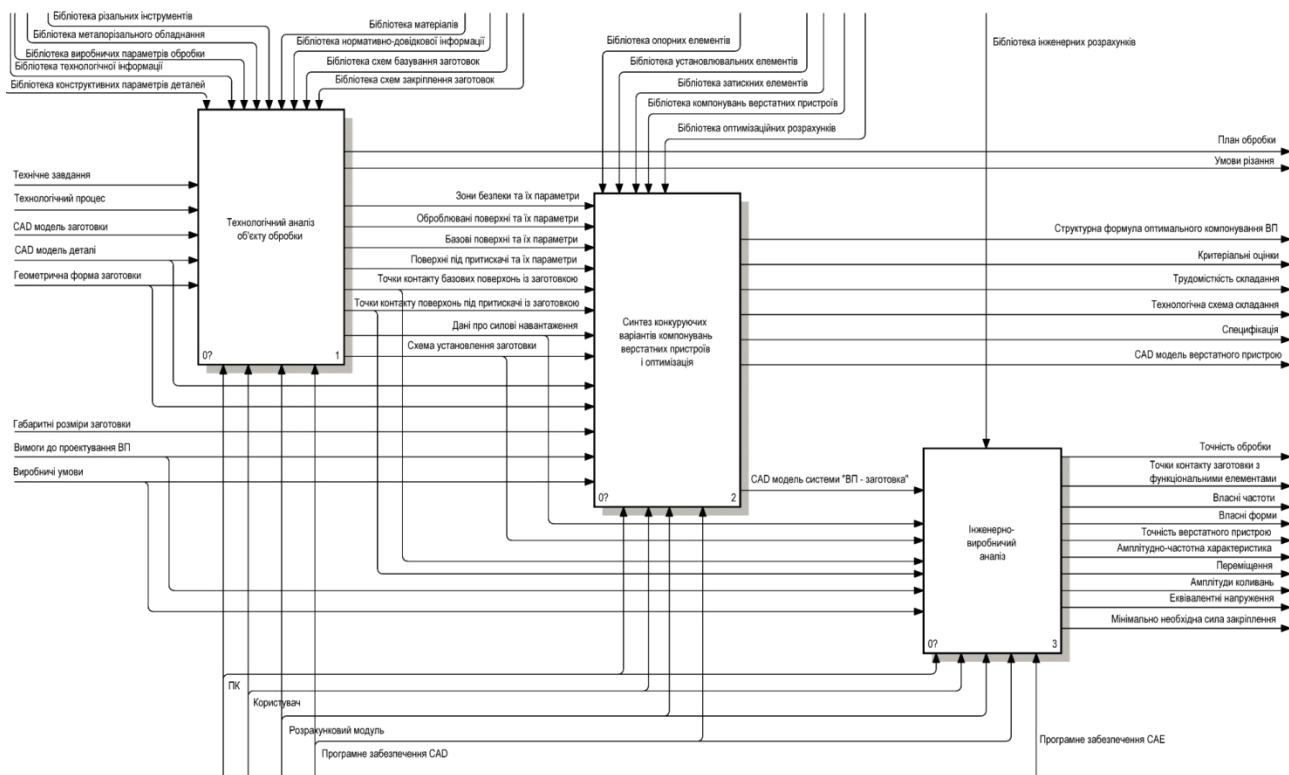 Бібліотека різальних інструментів
Бібліотека металорізального обладнання
Бібліотека виробничих параметрів обробки
Бібліотека технологічної інформації
Бібліотека конструктивних параметрів деталей
Бібліотека матеріалів
Бібліотека нормативно-довідкової інформації
Бібліотека схем базування заготовок
Бібліотека схем закріплення заготовок
Бібліотека опорних елементів
Бібліотека установлювальних елементів
Бібліотека затискних елементів
Бібліотека компонувань верстатних пристроїв
Бібліотека оптимізаційних розрахунків
Бібліотека інженерних розрахунків
Технічне завдання
Технологічний процес
CAD модель заготовки
CAD модель деталі
Геометрична форма заготовки
Технологічний аналіз
об'єкту обробки
0?
1
План обробки
Умови різання
Зони безпеки та їх параметри
Оброблювані поверхні та їх параметри
Базові поверхні та їх параметри
Поверхні під притискачі та їх параметри
Точки контакту базових поверхонь із заготовкою
Точки контакту поверхонь під притискачі із заготовкою
Дані про силові навантаження
Схема установлення заготовки
Габаритні розміри заготовки
Вимоги до проектування ВП
Виробничі умови
Синтез конкуруючих
варіантів компонувань
верстатних пристроїв
і оптимізація
0?
2
Структурна формула оптимального компонування ВП
Критеріальні оцінки
Трудомісткість складання
Технологічна схема складання
Специфікація
CAD модель верстатного пристрою
CAD модель системи "ВП - заготовка"
Інженерно-
виробничий
аналіз
0?
3
Точність обробки
Точки контакту заготовки з
функціональними елементами
Власні частоти
Власні форми
Точність верстатного пристрою
Амплітудно-частотна характеристика
Переміщення
Амплітуди коливань
Еквівалентні напруження
Мінімально необхідна сила закріплення
ПК
Користувач
Розрахунковий модуль
Програмне забезпечення CAD
Програмне забезпечення CAE